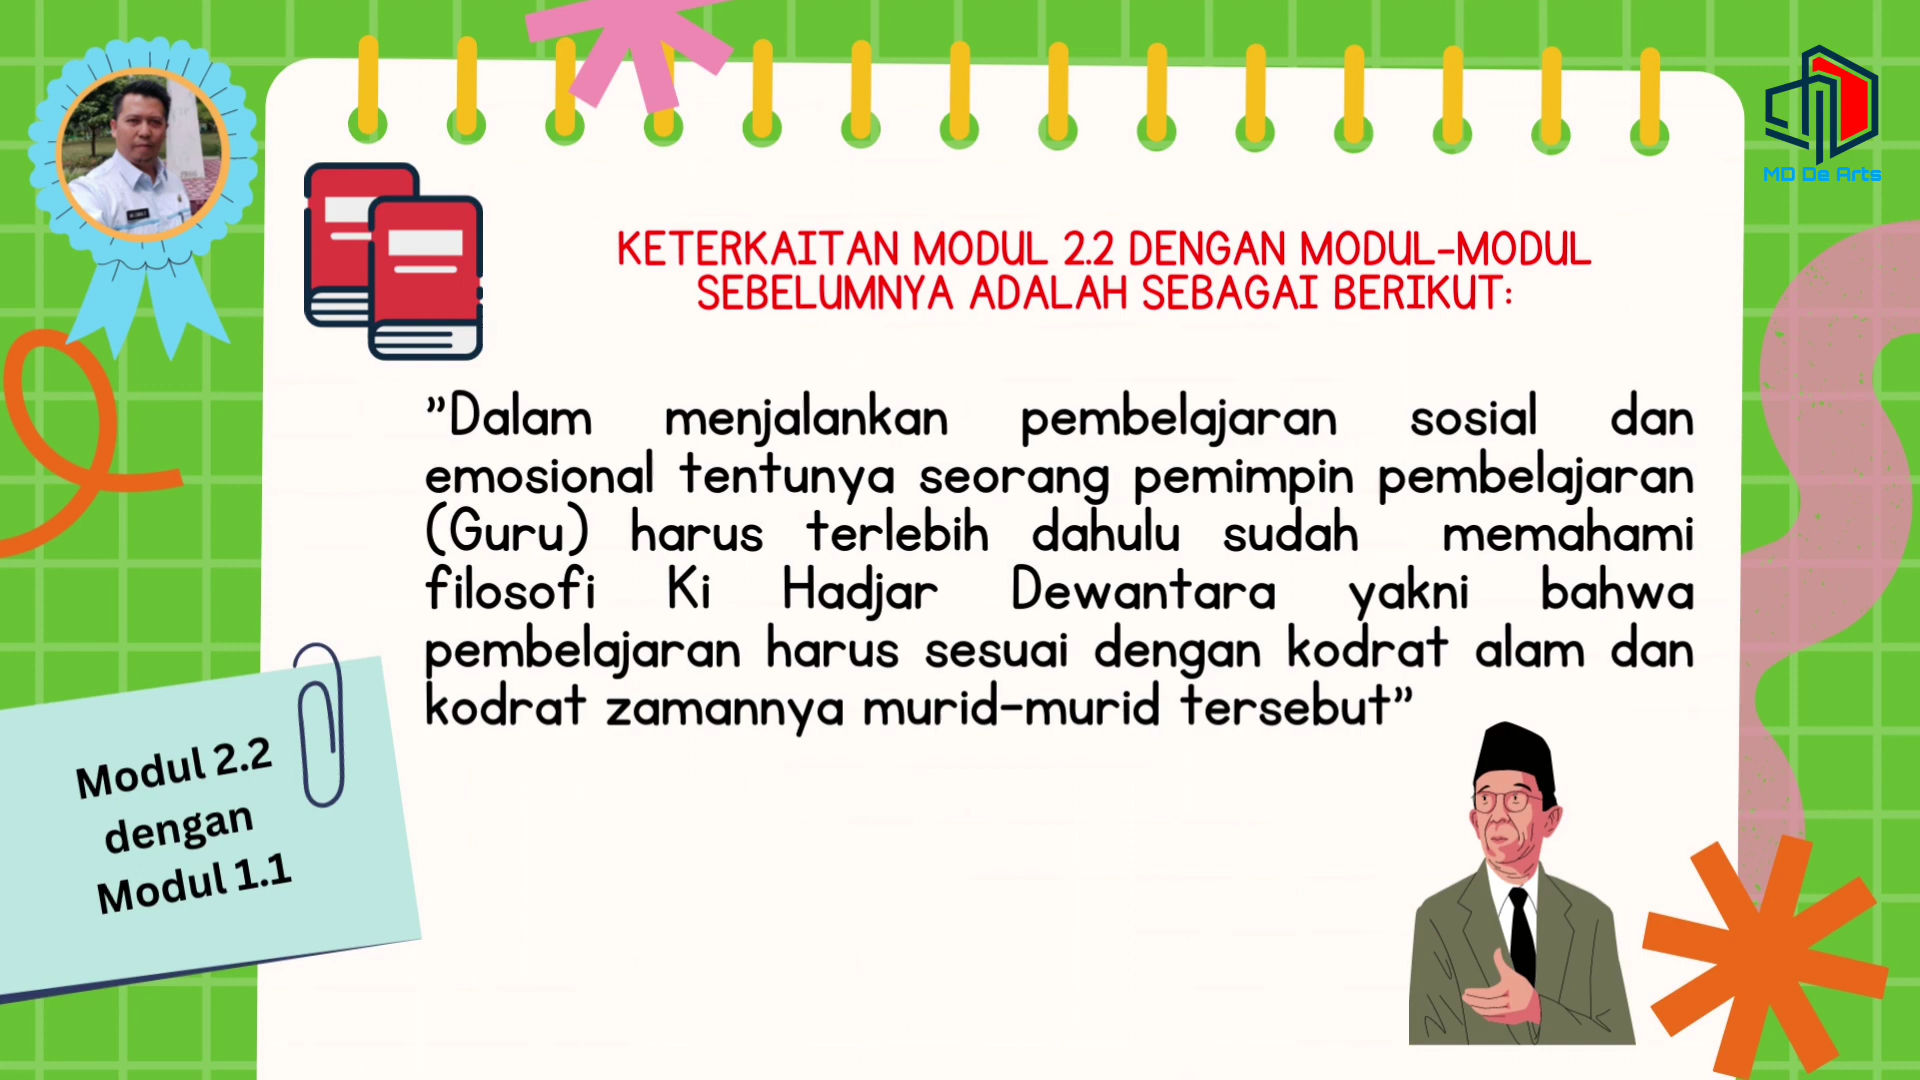 MD De Arts
KETERKAITAN MODUL 2.2 DENGAN MODUL-MODUL
SEBELUMNYA ADALAH SEBAGAI BERIKUT:
”Dalam menjalankan pembelajaran sosial dan
emosional tentunya seorang pemimpin pembelajaran
(Guru) harus terlebih dahulu sudah memahami
filosofi Ki Hadjar Dewantara yakni bahwa
pembelajaran harus sesuai dengan kodrat alam dan
kodrat zamannya murid-murid tersebut”
Modul 2.2
dengan
Modul 1.1